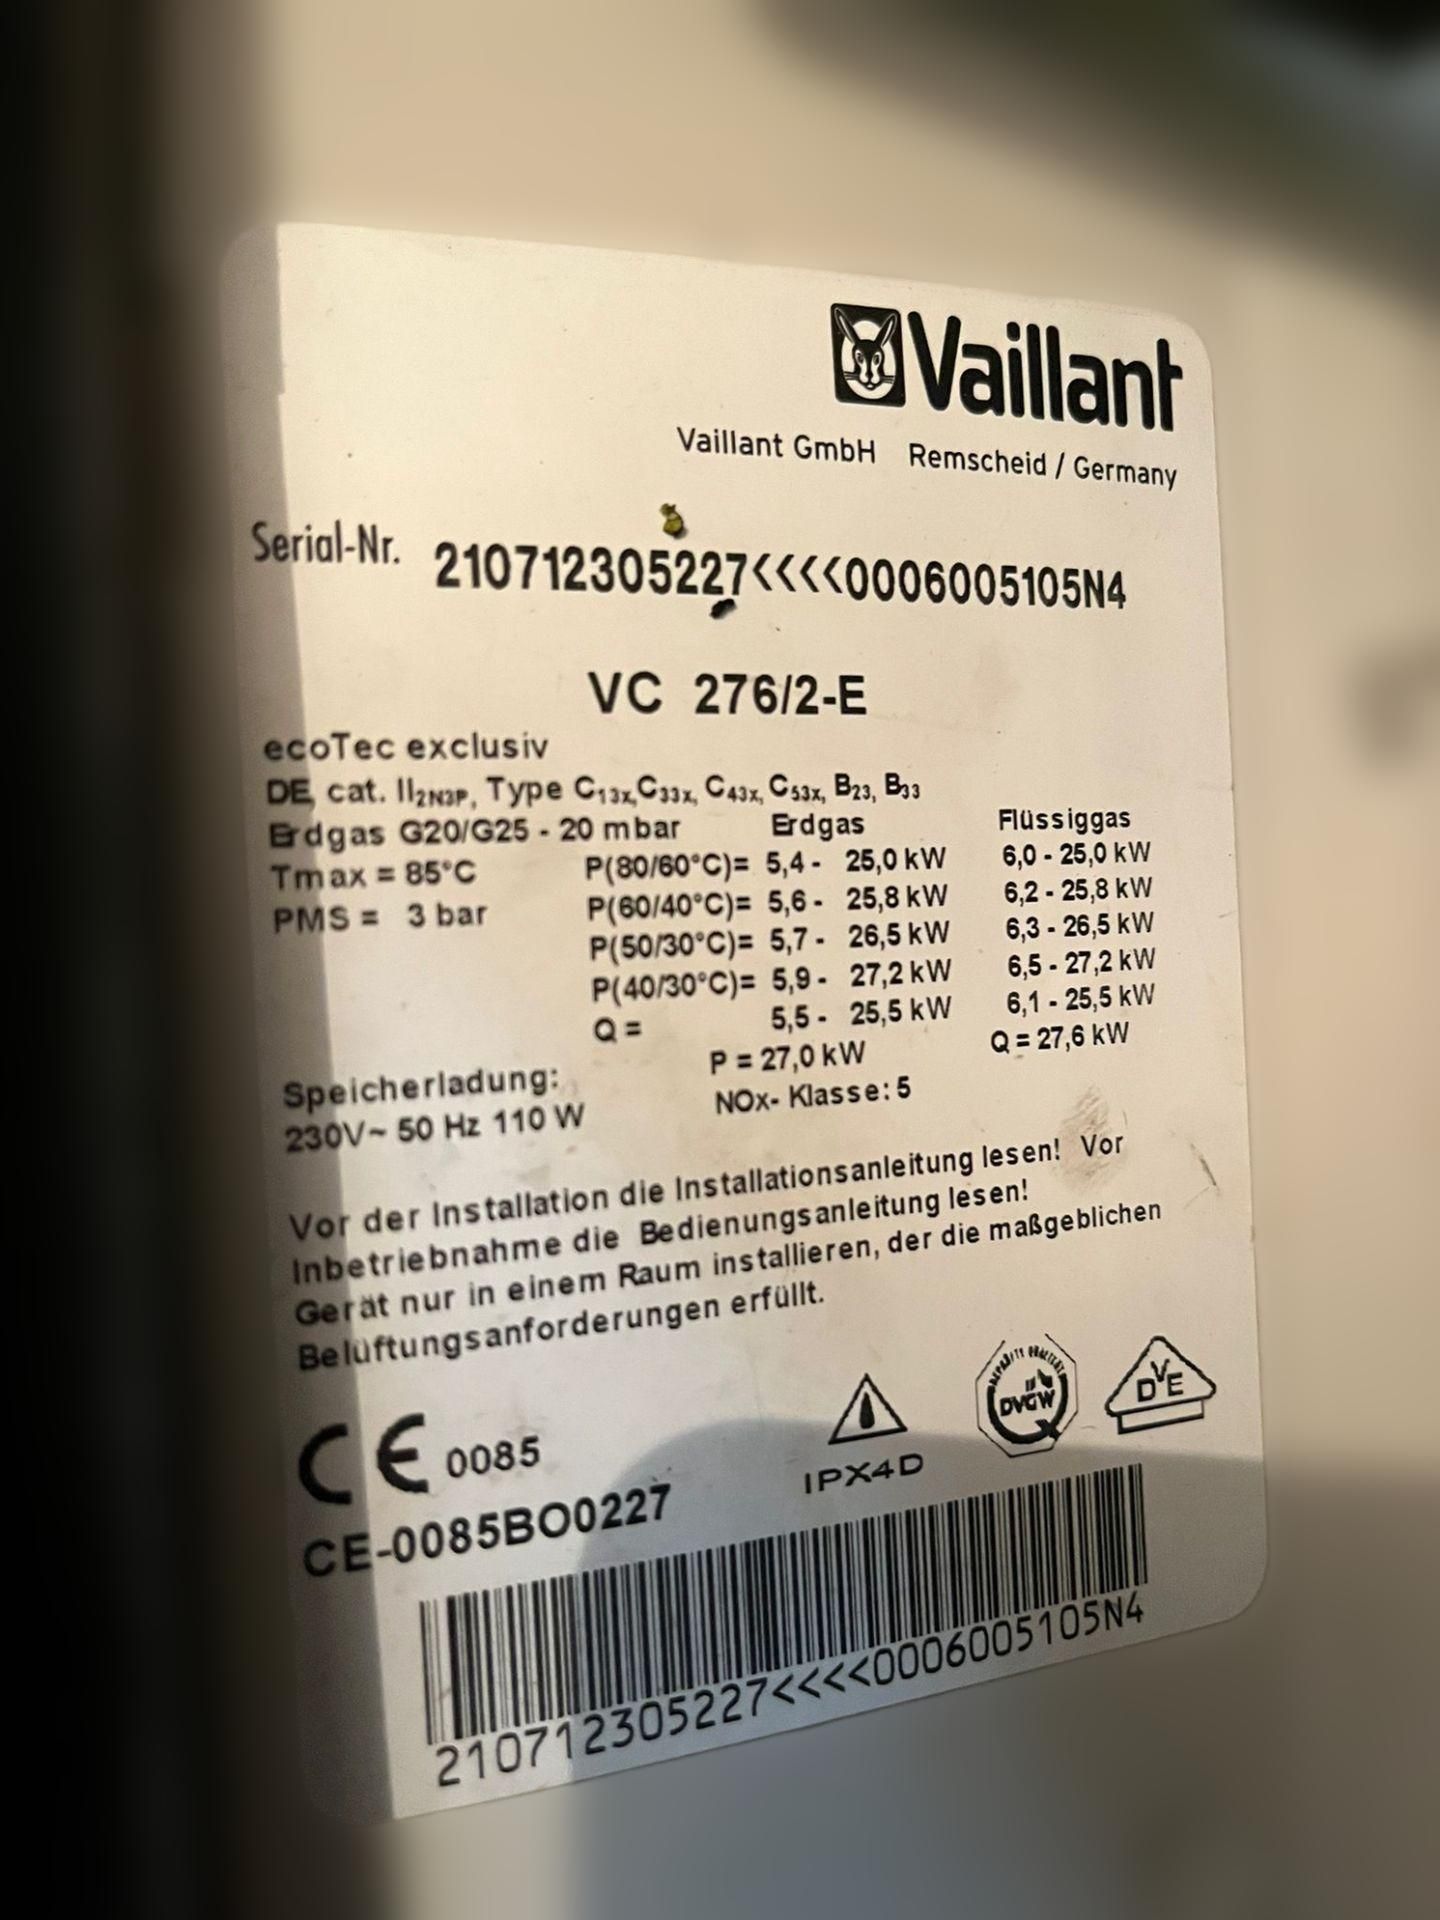 Vaillant
Vaillant GmbH Remscheid / Germany
Serial-Nr. 210712305227<<<<0006005105N4
VC 276/2-E
ecoTec exclusiv
DE, cat. II2N3P, Type C13x, C33x, C43x, C53x, B23, B33
Erdgas G20/G25 - 20 mbar Erdgas Flüssiggas
Tmax = 85°C P(80/60°C)= 5,4 - 25,0 kW 6,0 - 25,0 kW
PMS = 3 bar P(60/40°C)= 5,6 - 25,8 kW 6,2 - 25,8 kW
P(50/30°C)= 5,7 - 26,5 kW 6,3 - 26,5 kW
P(40/30°C)= 5,9 - 27,2 kW 6,5 - 27,2 kW
Q = 5,5 - 25,5 kW 6,1 - 25,5 kW
Speicherladung: P = 27,0 kW Q = 27,6 kW
230V~ 50 Hz 110 W NOx- Klasse: 5
Vor der Installation die Installationsanleitung lesen! Vor
Inbetriebnahme die Bedienungsanleitung lesen!
Gerät nur in einem Raum installieren, der die maßgeblichen
Belüftungsanforderungen erfüllt.
CE 0085
IPX4D
DVGW
DVE
CE-0085BO0227
210712305227<<<<0006005105N4